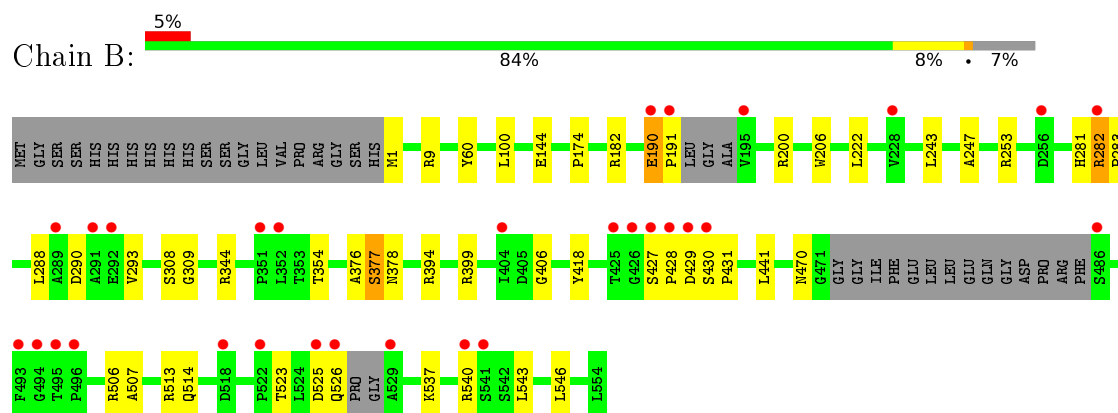 5%
Chain B:
84% 8% • 7%
MET GLY SER SER HIS HIS HIS HIS HIS HIS SER SER GLY LEU VAL PRO ARG GLY SER HIS M1 R9 Y60 L100 E144 P174 R182 E190 P191 LEU GLY ALA V195 R200 W206 L222 V228 L243 A247 R253 D256 H281 R282 P283
L288 A289 D290 A291 E292 V293 S308 G309 R344 P351 L352 T353 T354 A376 S377 N378 R394 R399 I404 D405 G406 Y418 T425 G426 S427 P428 D429 S430 P431 L441 N470 G471 GLY GLY ILE PHE GLU LEU LEU GLU GLN GLY ASP PRO ARG PHE S486
F493 G494 T495 P496 R506 A507 R513 Q514 D518 P522 T523 L524 D525 Q526 PRO GLY A529 K537 R540 S541 S542 L543 L546 L554